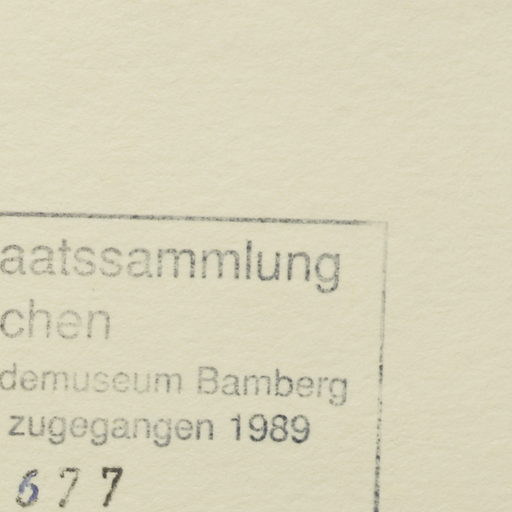 aatssammlung
chen
demuseum Bamberg
zugegangen 1989
677